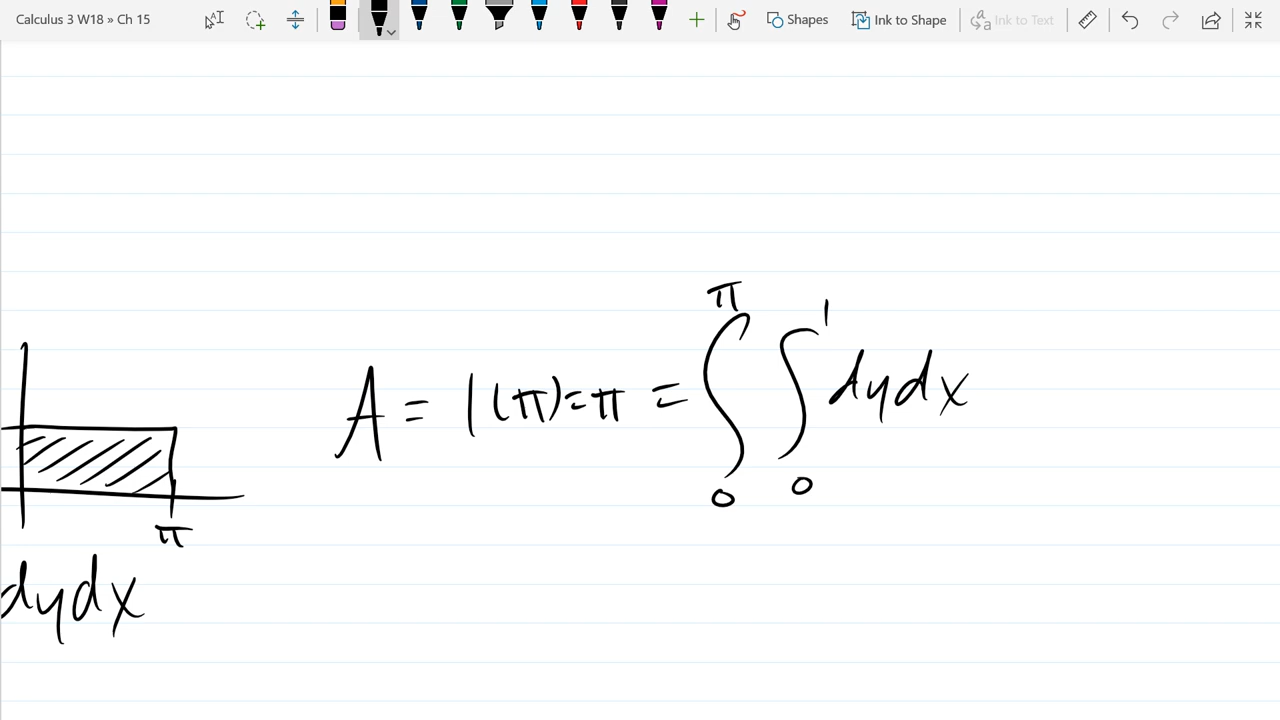 Calculus 3 W18 » Ch 15
Shapes
Ink to Shape
Ink to Text
A = 1(π)=π = ∫₀^π ∫₀^1 dydx
π
dydx